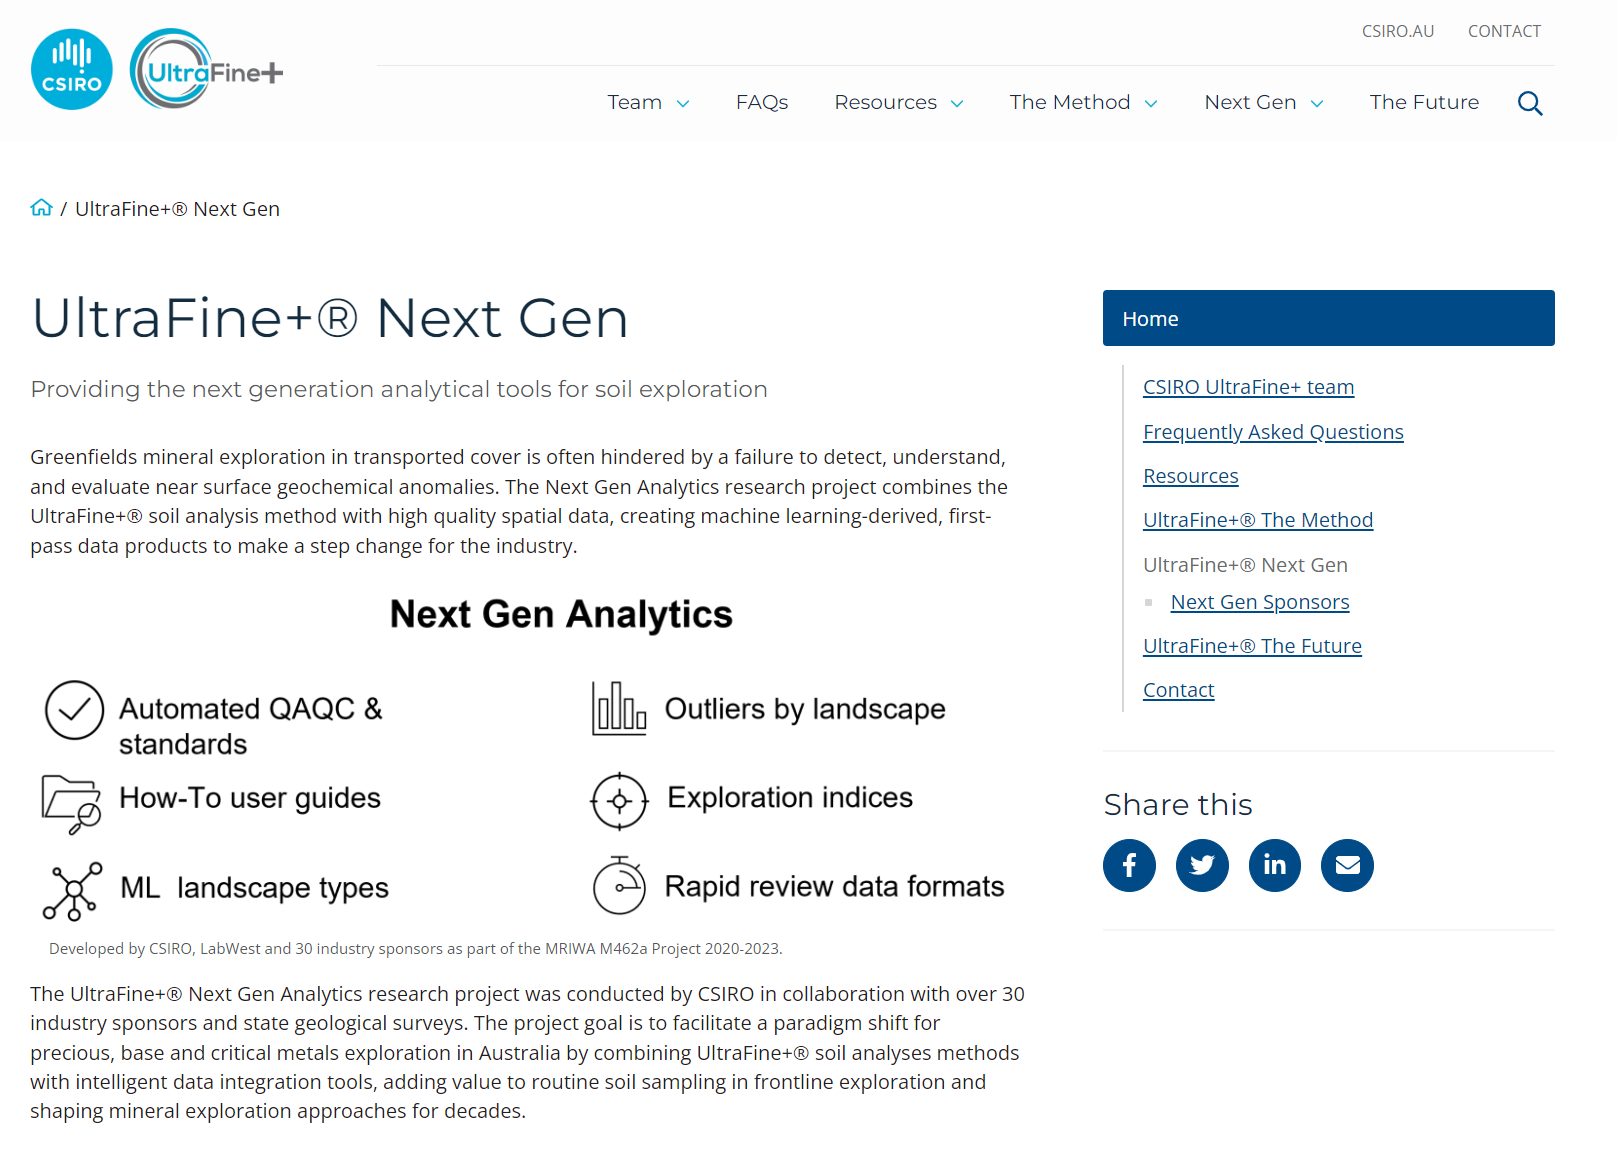 CSIRO.AU CONTACT
CSIRO UltraFine+
Team FAQs Resources The Method Next Gen The Future
/ UltraFine+® Next Gen
UltraFine+® Next Gen
Providing the next generation analytical tools for soil exploration
Greenfields mineral exploration in transported cover is often hindered by a failure to detect, understand,
and evaluate near surface geochemical anomalies. The Next Gen Analytics research project combines the
UltraFine+® soil analysis method with high quality spatial data, creating machine learning-derived, first-
pass data products to make a step change for the industry.
Next Gen Analytics
Automated QAQC &
standards
Outliers by landscape
How-To user guides
Exploration indices
ML landscape types
Rapid review data formats
Developed by CSIRO, LabWest and 30 industry sponsors as part of the MRIWA M462a Project 2020-2023.
The UltraFine+® Next Gen Analytics research project was conducted by CSIRO in collaboration with over 30
industry sponsors and state geological surveys. The project goal is to facilitate a paradigm shift for
precious, base and critical metals exploration in Australia by combining UltraFine+® soil analyses methods
with intelligent data integration tools, adding value to routine soil sampling in frontline exploration and
shaping mineral exploration approaches for decades.
Home
CSIRO UltraFine+ team
Frequently Asked Questions
Resources
UltraFine+® The Method
UltraFine+® Next Gen
Next Gen Sponsors
UltraFine+® The Future
Contact
Share this